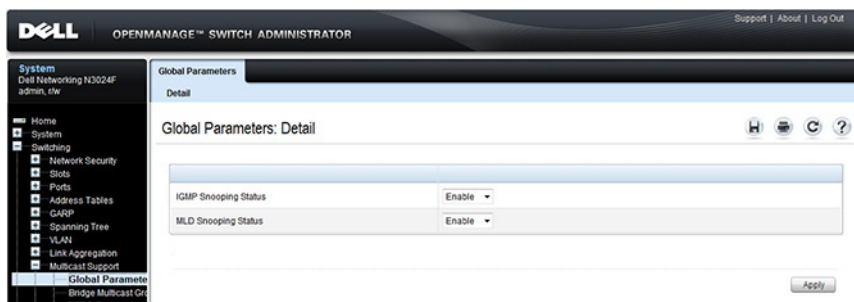 DELL
OPENMANAGE™ SWITCH ADMINISTRATOR
Support | About | Log Out
System
Dell Networking N3024F
admin, r/w
Home
System
Switching
Network Security
Slots
Ports
Address Tables
GARP
Spanning Tree
VLAN
Link Aggregation
Multicast Support
Global Paramete
Bridge Multicast Gro
Global Parameters
Detail
Global Parameters: Detail
?
IGMP Snooping Status Enable
MLD Snooping Status Enable
Apply